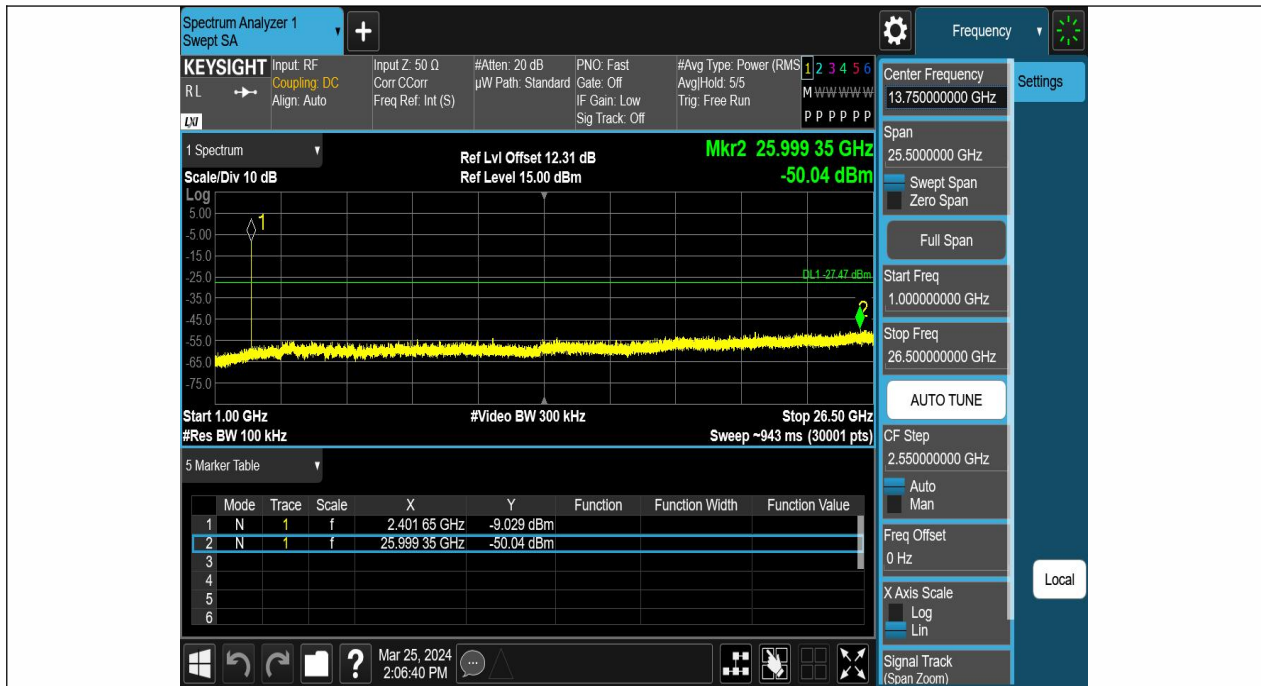 Spectrum Analyzer 1
Swept SA
+
Frequency
KEYSIGHT
RL
LXI
Input: RF
Coupling: DC
Align: Auto
Input Z: 50 Ω
Corr CCorr
Freq Ref: Int (S)
#Atten: 20 dB
µW Path: Standard
PNO: Fast
Gate: Off
IF Gain: Low
Sig Track: Off
#Avg Type: Power (RMS
Avg|Hold: 5/5
Trig: Free Run
1 2 3 4 5 6
M W W W W W
P P P P P P
1 Spectrum
Scale/Div 10 dB
Log
Ref Lvl Offset 12.31 dB
Ref Level 15.00 dBm
Mkr2 25.999 35 GHz
-50.04 dBm
5.00
-5.00
-15.0
-25.0
-35.0
-45.0
-55.0
-65.0
-75.0
1
DL1 -27.47 dBm
2
Start 1.00 GHz
#Res BW 100 kHz
#Video BW 300 kHz
Stop 26.50 GHz
Sweep ~943 ms (30001 pts)
5 Marker Table
Mode Trace Scale X Y Function Function Width Function Value
1 N 1 f 2.401 65 GHz -9.029 dBm
2 N 1 f 25.999 35 GHz -50.04 dBm
3
4
5
6
?
Mar 25, 2024
2:06:40 PM
Center Frequency
13.750000000 GHz
Span
25.5000000 GHz
Swept Span
Zero Span
Full Span
Start Freq
1.000000000 GHz
Stop Freq
26.500000000 GHz
AUTO TUNE
CF Step
2.550000000 GHz
Auto
Man
Freq Offset
0 Hz
X Axis Scale
Log
Lin
Signal Track
(Span Zoom)
Settings
Local